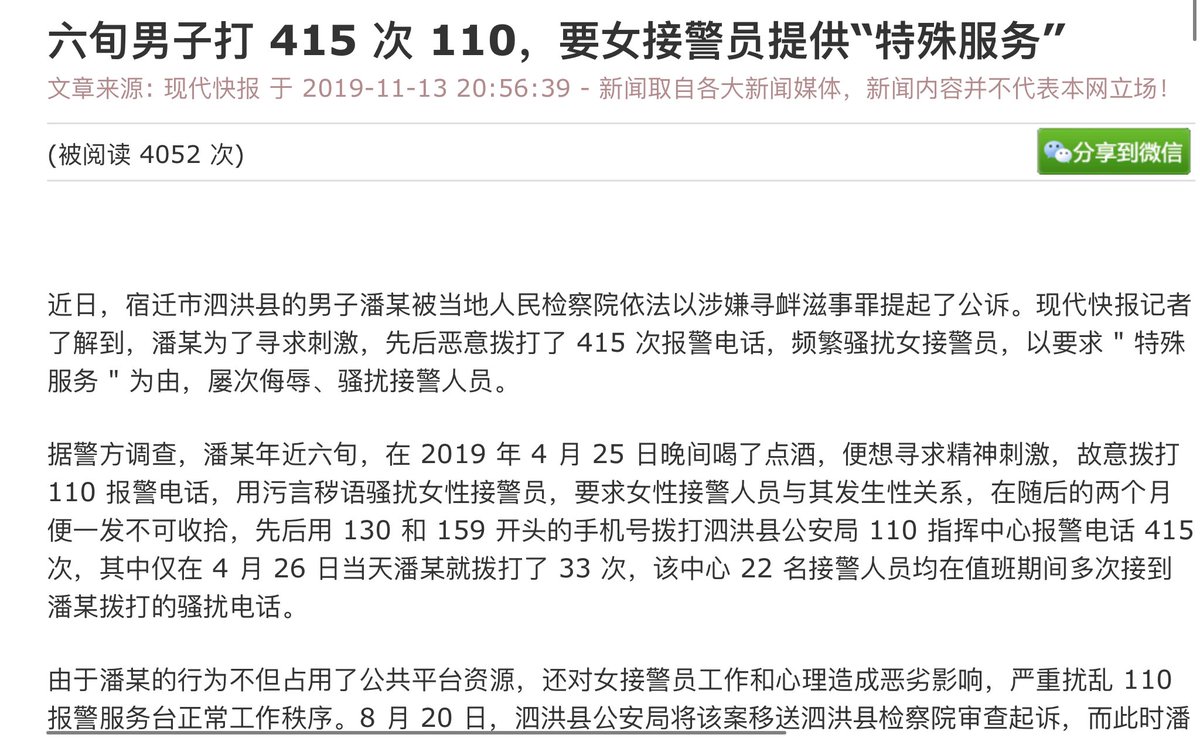 六旬男子打 415 次 110，要女接警员提供“特殊服务”
文章来源: 现代快报 于 2019-11-13 20:56:39 - 新闻取自各大新闻媒体，新闻内容并不代表本网立场！
(被阅读 4052 次)
分享到微信
近日，宿迁市泗洪县的男子潘某被当地人民检察院依法以涉嫌寻衅滋事罪提起了公诉。现代快报记者
了解到，潘某为了寻求刺激，先后恶意拨打了 415 次报警电话，频繁骚扰女接警员，以要求 " 特殊
服务 " 为由，屡次侮辱、骚扰接警人员。
据警方调查，潘某年近六旬，在 2019 年 4 月 25 日晚间喝了点酒，便想寻求精神刺激，故意拨打
110 报警电话，用污言秽语骚扰女性接警员，要求女性接警人员与其发生性关系，在随后的两个月
便一发不可收拾，先后用 130 和 159 开头的手机号拨打泗洪县公安局 110 指挥中心报警电话 415
次，其中仅在 4 月 26 日当天潘某就拨打了 33 次，该中心 22 名接警人员均在值班期间多次接到
潘某拨打的骚扰电话。
由于潘某的行为不但占用了公共平台资源，还对女接警员工作和心理造成恶劣影响，严重扰乱 110
报警服务台正常工作秩序。8 月 20 日，泗洪县公安局将该案移送泗洪县检察院审查起诉，而此时潘